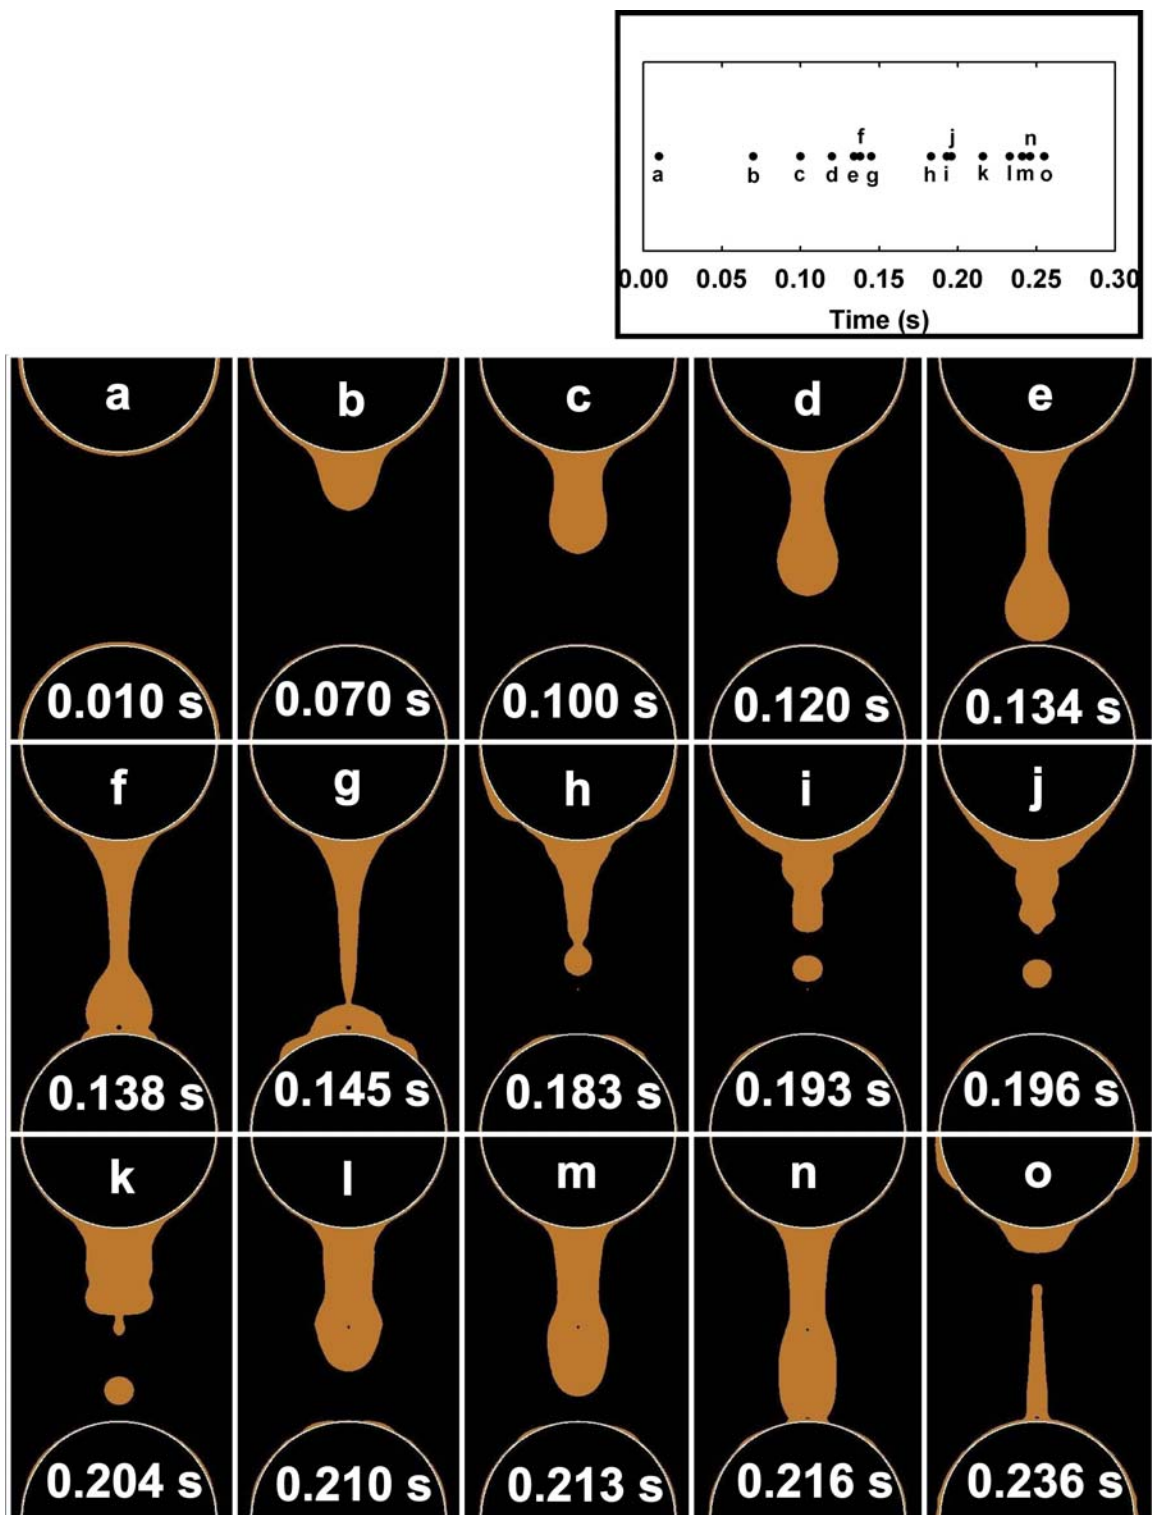 f j n
a b c d e g h i k l m o
0.00 0.05 0.10 0.15 0.20 0.25 0.30
Time (s)
a b c d e
0.010 s 0.070 s 0.100 s 0.120 s 0.134 s
f g h i j
0.138 s 0.145 s 0.183 s 0.193 s 0.196 s
k l m n o
0.204 s 0.210 s 0.213 s 0.216 s 0.236 s